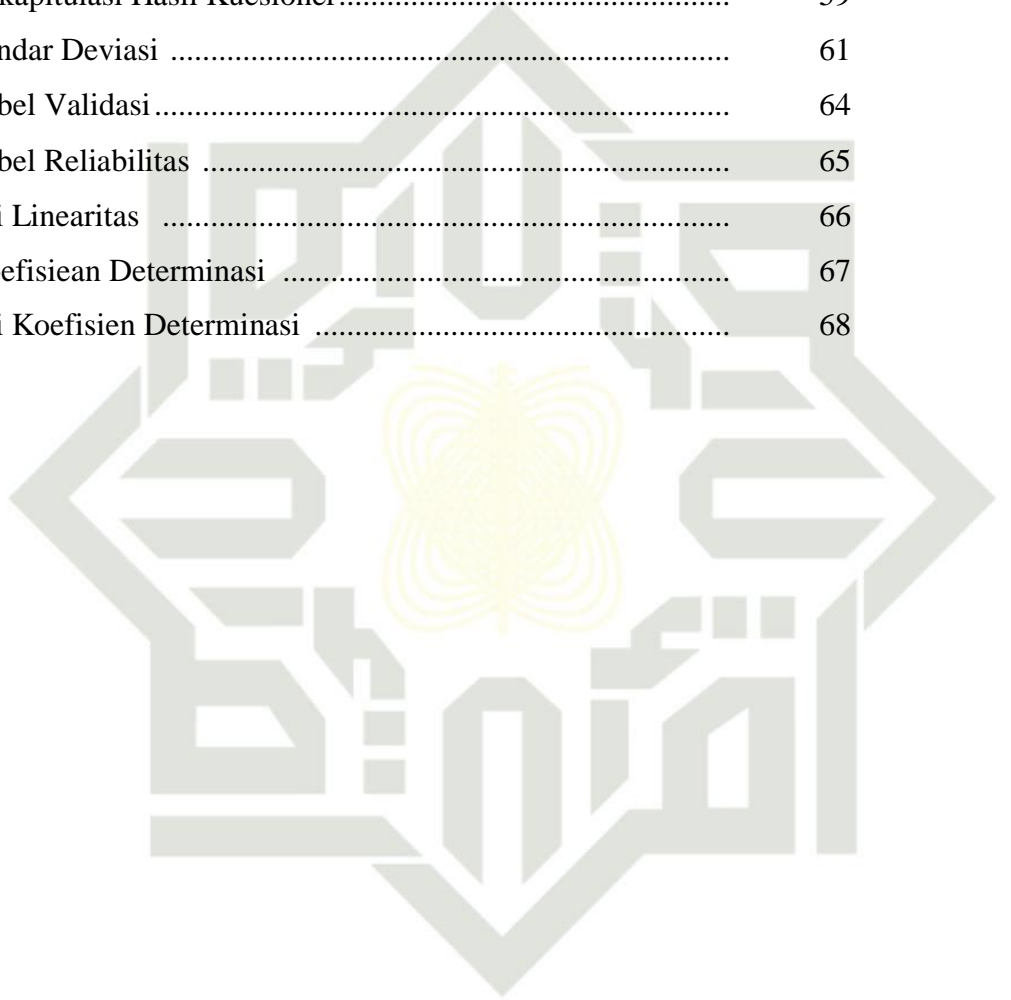 kapitulasi Hasil Kuesioner.......................................................... 59
ndar Deviasi ........................................................................ 61
bel Validasi.......................................................................... 64
bel Reliabilitas .................................................................... 65
i Linearitas ......................................................................... 66
efisiean Determinasi .......................................................... 67
i Koefisien Determinasi ...................................................... 68